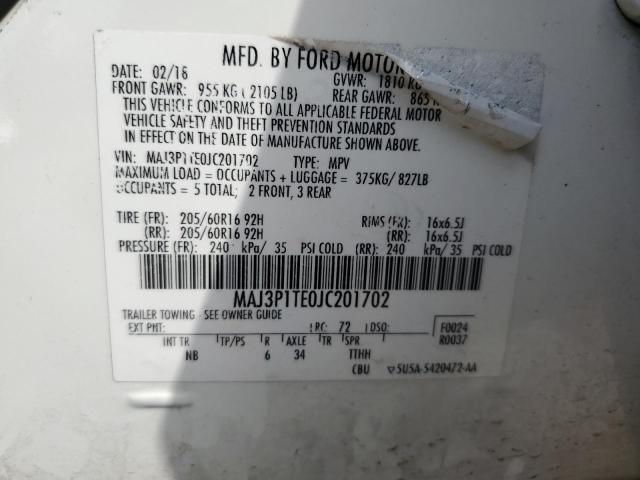 MFD. BY FORD MOTOR
DATE: 02/18 GVWR: 1810 KG
FRONT GAWR: 955 KG ( 2105 LB) REAR GAWR: 865 K
THIS VEHICLE CONFORMS TO ALL APPLICABLE FEDERAL MOTOR
VEHICLE SAFETY AND THEFT PREVENTION STANDARDS
IN EFFECT ON THE DATE OF MANUFACTURE SHOWN ABOVE.
VIN: MAJ3P1TE0JC201702 TYPE: MPV
MAXIMUM LOAD = OCCUPANTS + LUGGAGE = 375KG/ 827LB
OCCUPANTS = 5 TOTAL; 2 FRONT, 3 REAR
TIRE (FR): 205/60R16 92H RIMS (FR): 16x6.5J
(RR): 205/60R16 92H (RR): 16x6.5J
PRESSURE (FR): 240 kPa/ 35 PSI COLD (RR): 240 kPa/ 35 PSI COLD
MAJ3P1TE0JC201702
TRAILER TOWING - SEE OWNER GUIDE
EXT PNT: RC: 72 DSO: F0024
R0037
INT TR TP/PS R AXLE TR SPR
NB 6 34 TTHH
CBU ▽ 5U5A-5420472-AA